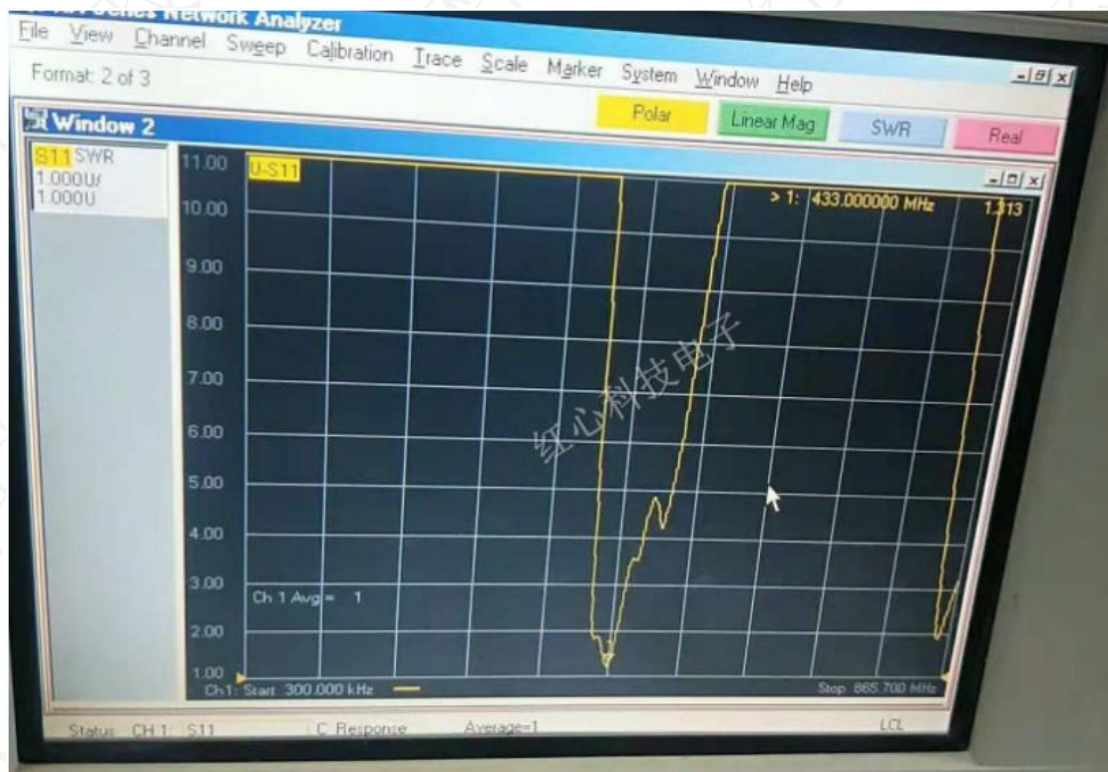 Series Network Analyzer
File View Channel Sweep Calibration Trace Scale Marker System Window Help
Format: 2 of 3
Polar Linear Mag SWR Real
Window 2
S11 SWR
1.000U/
1.000U
U-S11
> 1: 433.000000 MHz 1.313
11.00
10.00
9.00
8.00
7.00
6.00
5.00
4.00
3.00
2.00
1.00
红心科技电子
Ch 1 Avg = 1
Ch1: Start 300.000 kHz
Stop 865.700 MHz
Status CH 1: S11 C Response Average=1 LCL